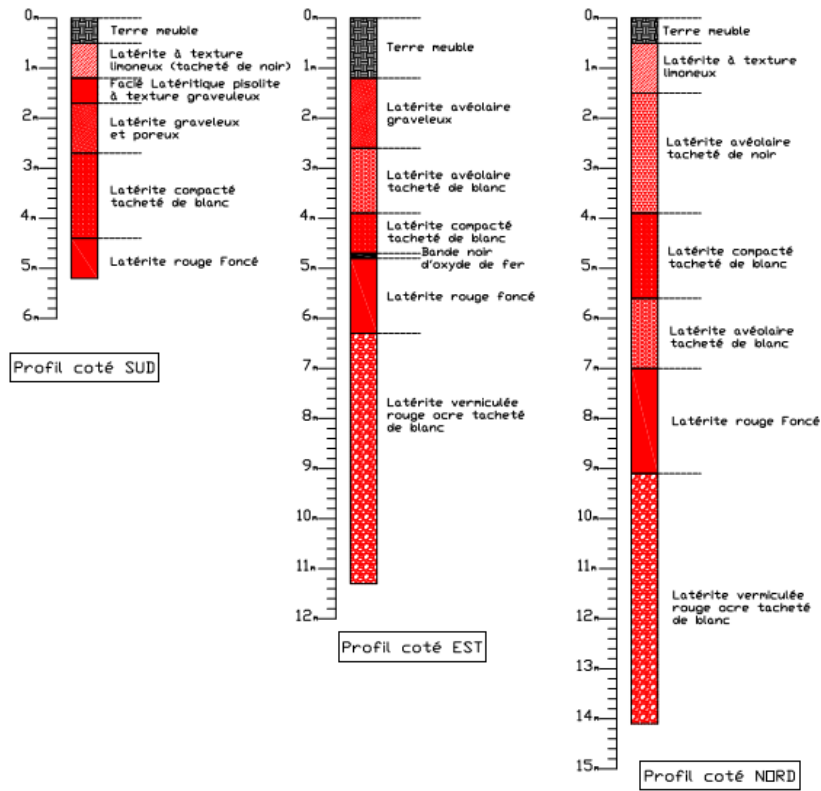 0m
Terre meuble
Latérite à texture
limoneux (tacheté de noir)
1m
Facié Latéritique pisolite
à texture graveuleux
2m
Latérite graveleux
et poreux
3m
Latérite compacté
tacheté de blanc
4m
Latérite rouge Foncé
5m
6m
Profil coté SUD
0m
Terre meuble
1m
Latérite avéolaire
graveleux
2m
3m
Latérite avéolaire
tacheté de blanc
4m
Latérite compacté
tacheté de blanc
Bande noir
d'oxyde de fer
5m
Latérite rouge foncé
6m
7m
Latérite vermiculée
rouge ocre tacheté
de blanc
8m
9m
10m
11m
12m
Profil coté EST
0m
Terre meuble
Latérite à texture
limoneux
1m
2m
Latérite avéolaire
tacheté de noir
3m
4m
Latérite compacté
tacheté de blanc
5m
6m
Latérite avéolaire
tacheté de blanc
7m
8m
Latérite rouge Foncé
9m
10m
11m
Latérite vermiculée
rouge ocre tacheté
de blanc
12m
13m
14m
15m
Profil coté N□RD